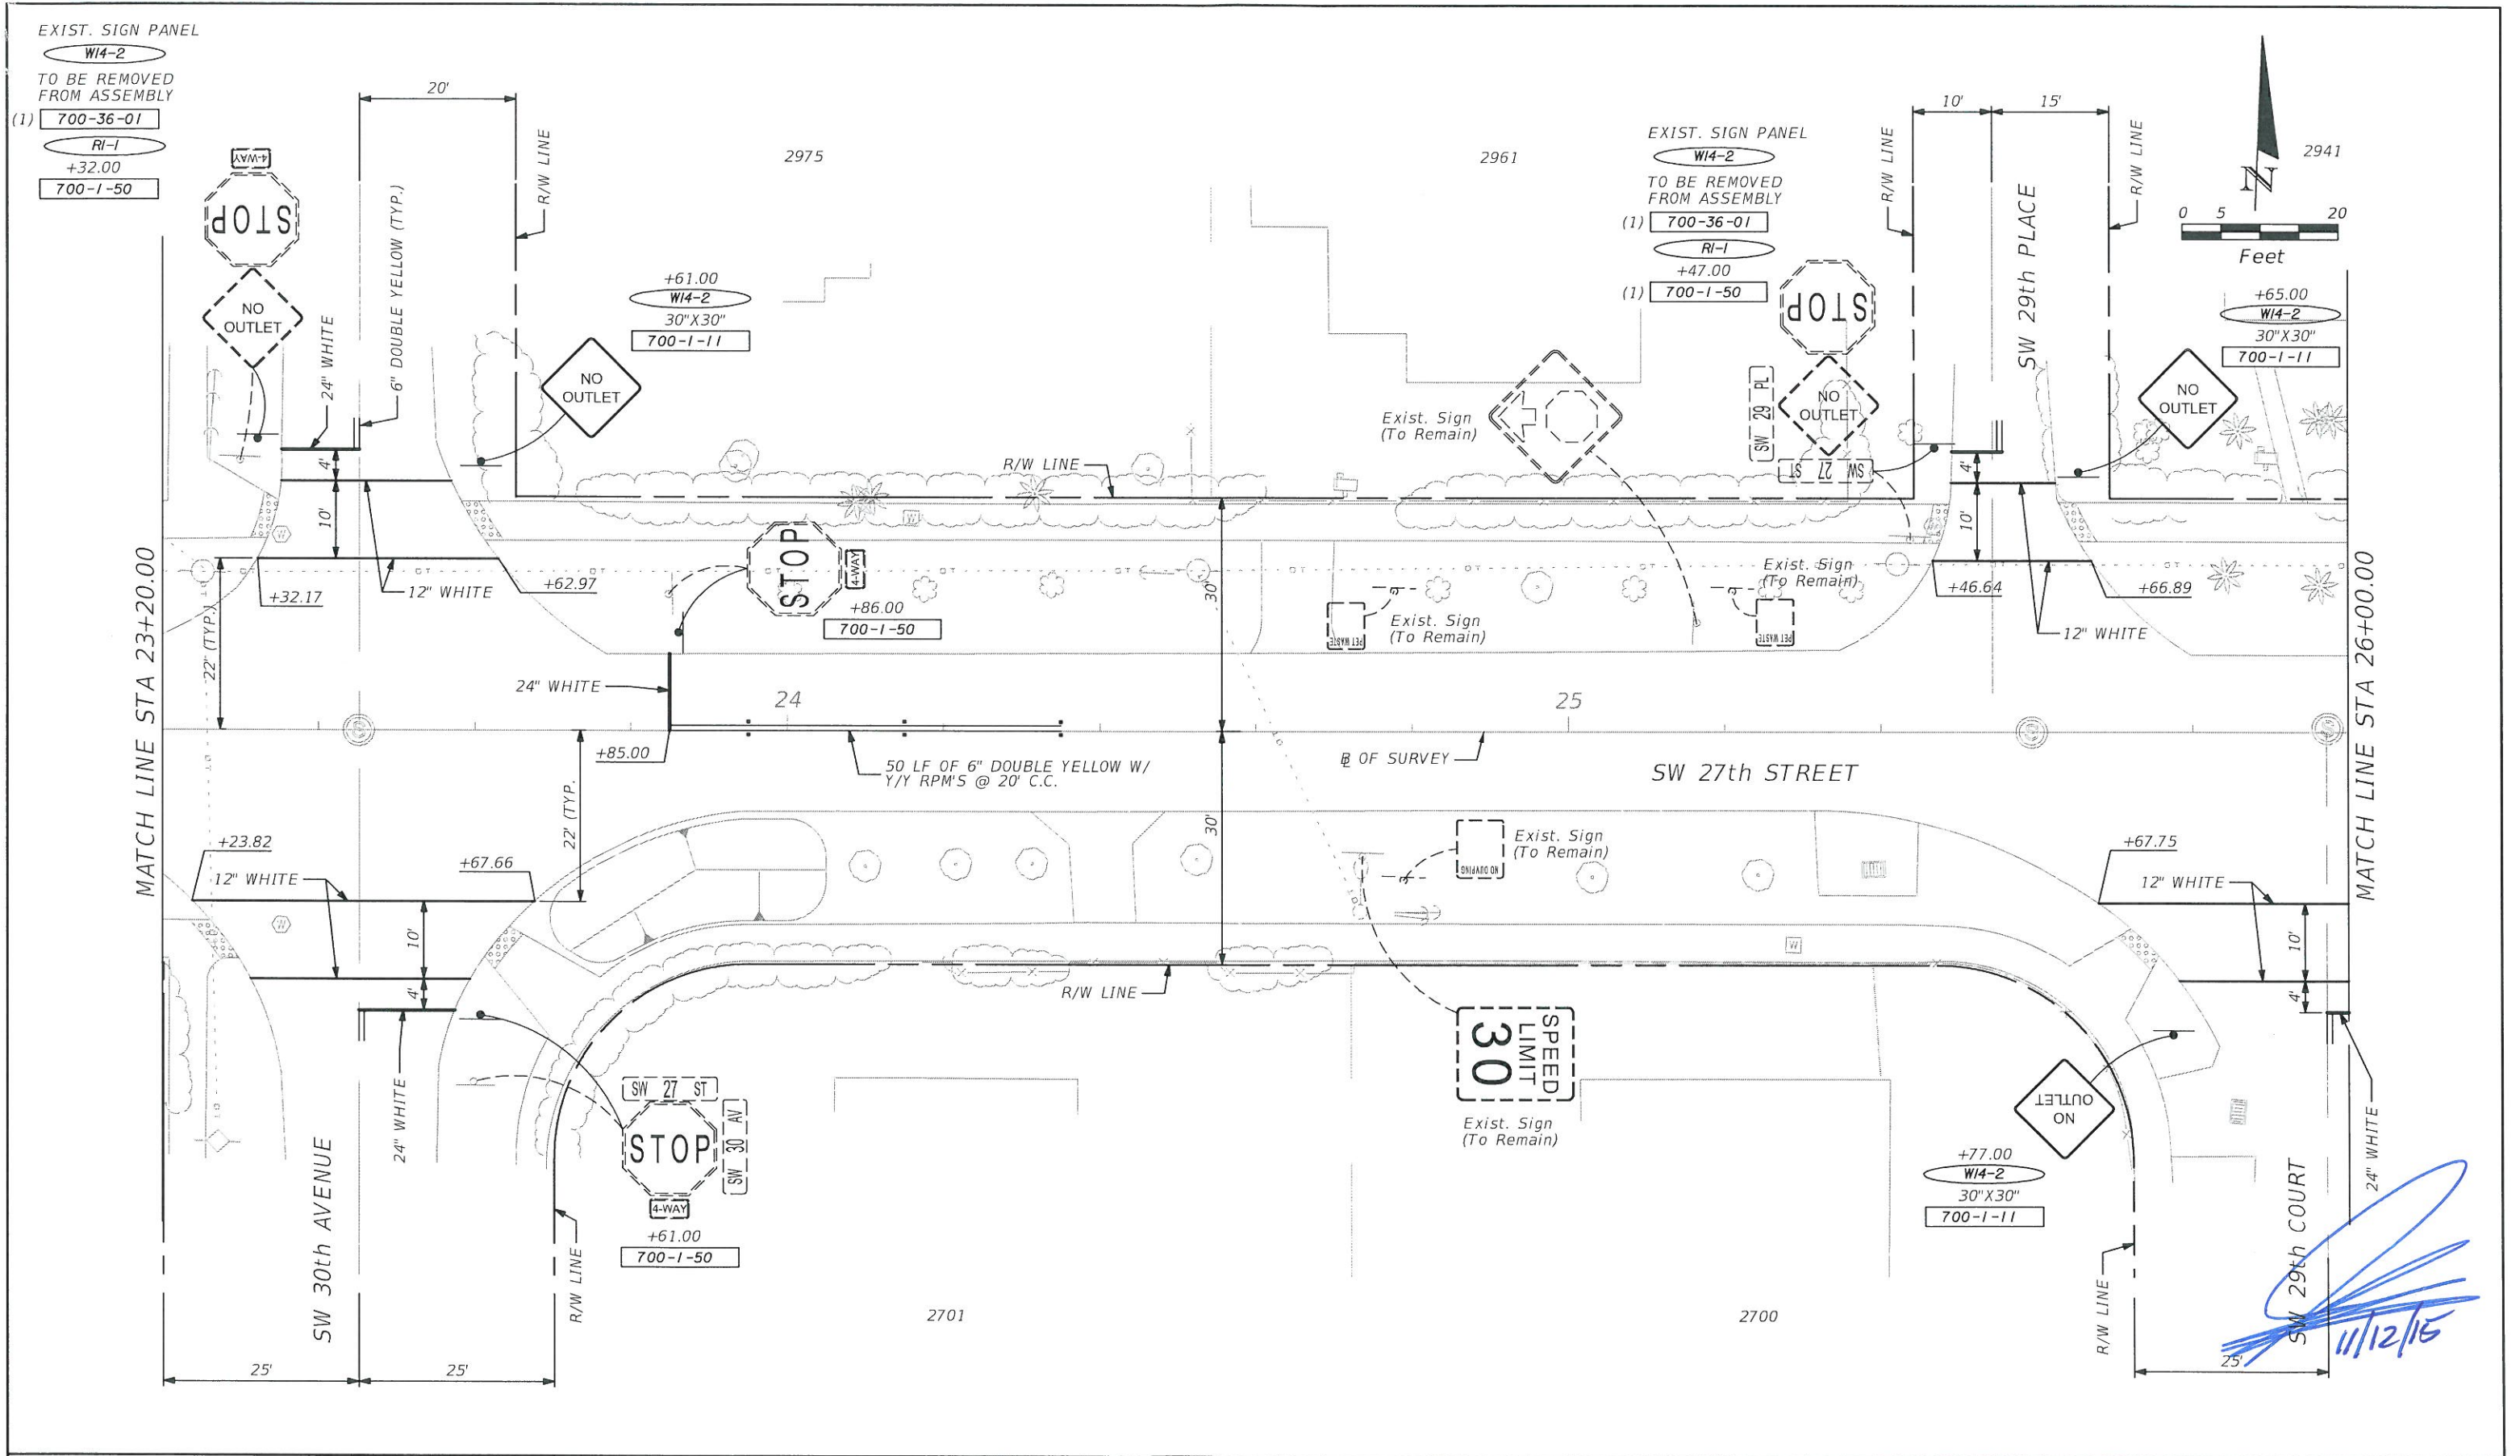 EXIST. SIGN PANEL
W14-2
TO BE REMOVED
FROM ASSEMBLY
(1) 700-36-01
R1-1
+32.00
700-1-50
4-WAY
STOP
NO
OUTLET
24" WHITE
6" DOUBLE YELLOW (TYP.)
20'
R/W LINE
2975
+61.00
W14-2
30"X30"
700-1-11
NO
OUTLET
2961
EXIST. SIGN PANEL
W14-2
TO BE REMOVED
FROM ASSEMBLY
(1) 700-36-01
R1-1
+47.00
(1) 700-1-50
STOP
SW 29 PL
NO
OUTLET
SW 27 ST
Exist. Sign
(To Remain)
R/W LINE
10'
15'
R/W LINE
SW 29th PLACE
R/W LINE
N
2941
0 5 20
Feet
+65.00
W14-2
30"X30"
700-1-11
NO
OUTLET
4'
10'
4'
10'
12" WHITE
+32.17
+62.97
22' (TYP.)
STOP
4-WAY
+86.00
700-1-50
W
W
30'
PET WASTE
Exist. Sign
(To Remain)
Exist. Sign
(To Remain)
PET WASTE
+46.64
+66.89
12" WHITE
MATCH LINE STA 23+20.00
MATCH LINE STA 26+00.00
24" WHITE
24
25
+85.00
50 LF OF 6" DOUBLE YELLOW W/
Y/Y RPM'S @ 20' C.C.
BL OF SURVEY
SW 27th STREET
22' (TYP.
30'
+23.82
12" WHITE
+67.66
W
10'
4'
24" WHITE
SW 30th AVENUE
25'
25'
R/W LINE
SW 27 ST
STOP
SW 30 AV
4-WAY
+61.00
700-1-50
R/W LINE
NO DUMPING
Exist. Sign
(To Remain)
SPEED
LIMIT
30
Exist. Sign
(To Remain)
W
2701
2700
+67.75
12" WHITE
10'
4'
24" WHITE
NO
OUTLET
+77.00
W14-2
30"X30"
700-1-11
R/W LINE
SW 29th COURT
25'
11/12/15